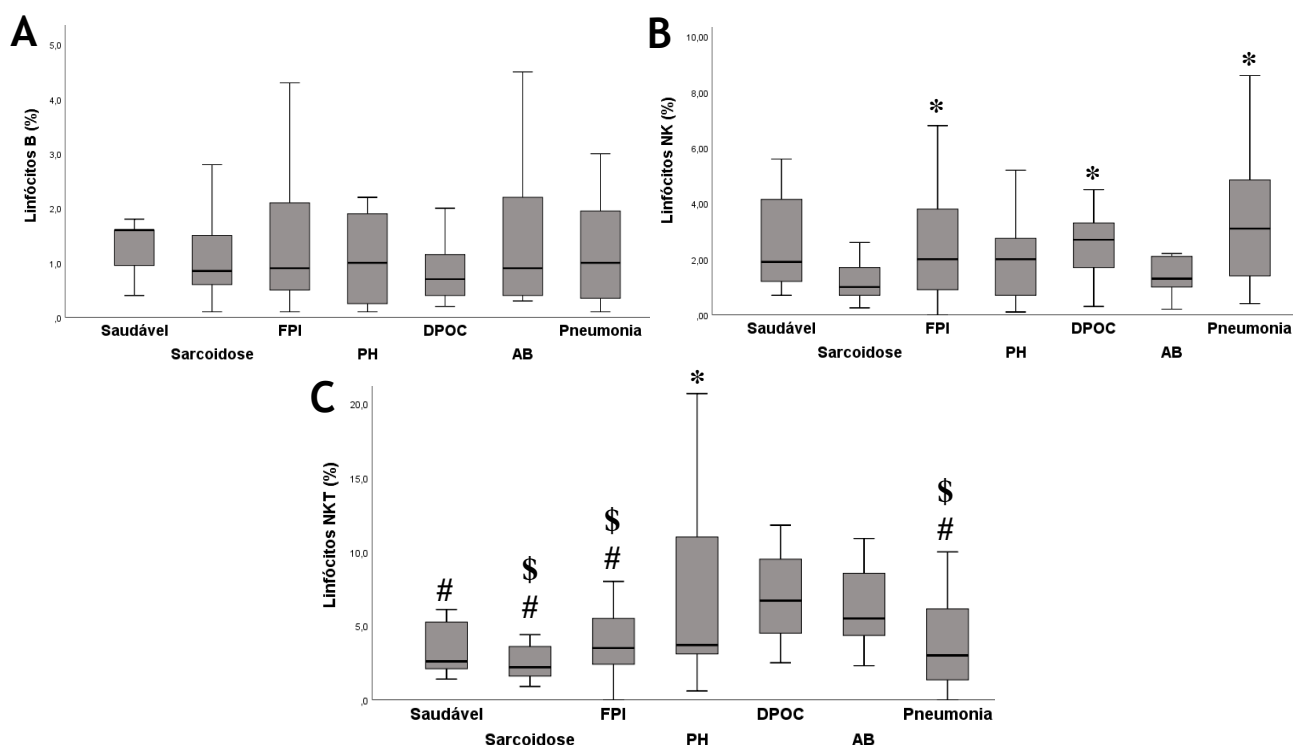 A
Linfócitos B (%)
5,0
4,0
3,0
2,0
1,0
,0
Saudável
Sarcoidose
FPI
PH
DPOC
AB
Pneumonia
B
Linfócitos NK (%)
10,00
8,00
6,00
4,00
2,00
,00
*
*
*
Saudável
Sarcoidose
FPI
PH
DPOC
AB
Pneumonia
C
Linfócitos NKT (%)
20,0
15,0
10,0
5,0
,0
#
$
#
$
#
*
$
#
Saudável
Sarcoidose
FPI
PH
DPOC
AB
Pneumonia